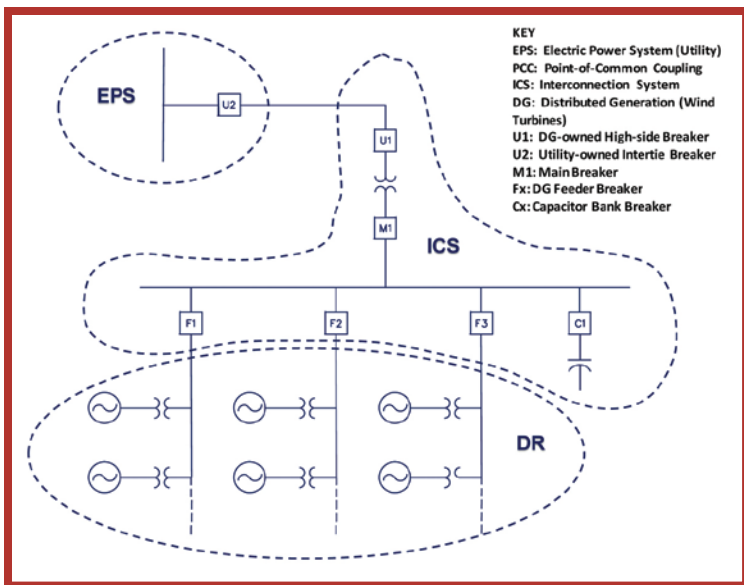 KEY
EPS: Electric Power System (Utility)
PCC: Point-of-Common Coupling
ICS: Interconnection System
DG: Distributed Generation (Wind
Turbines)
U1: DG-owned High-side Breaker
U2: Utility-owned Intertie Breaker
M1: Main Breaker
Fx: DG Feeder Breaker
Cx: Capacitor Bank Breaker
EPS
U2
U1
M1
ICS
F1
F2
F3
C1
DR